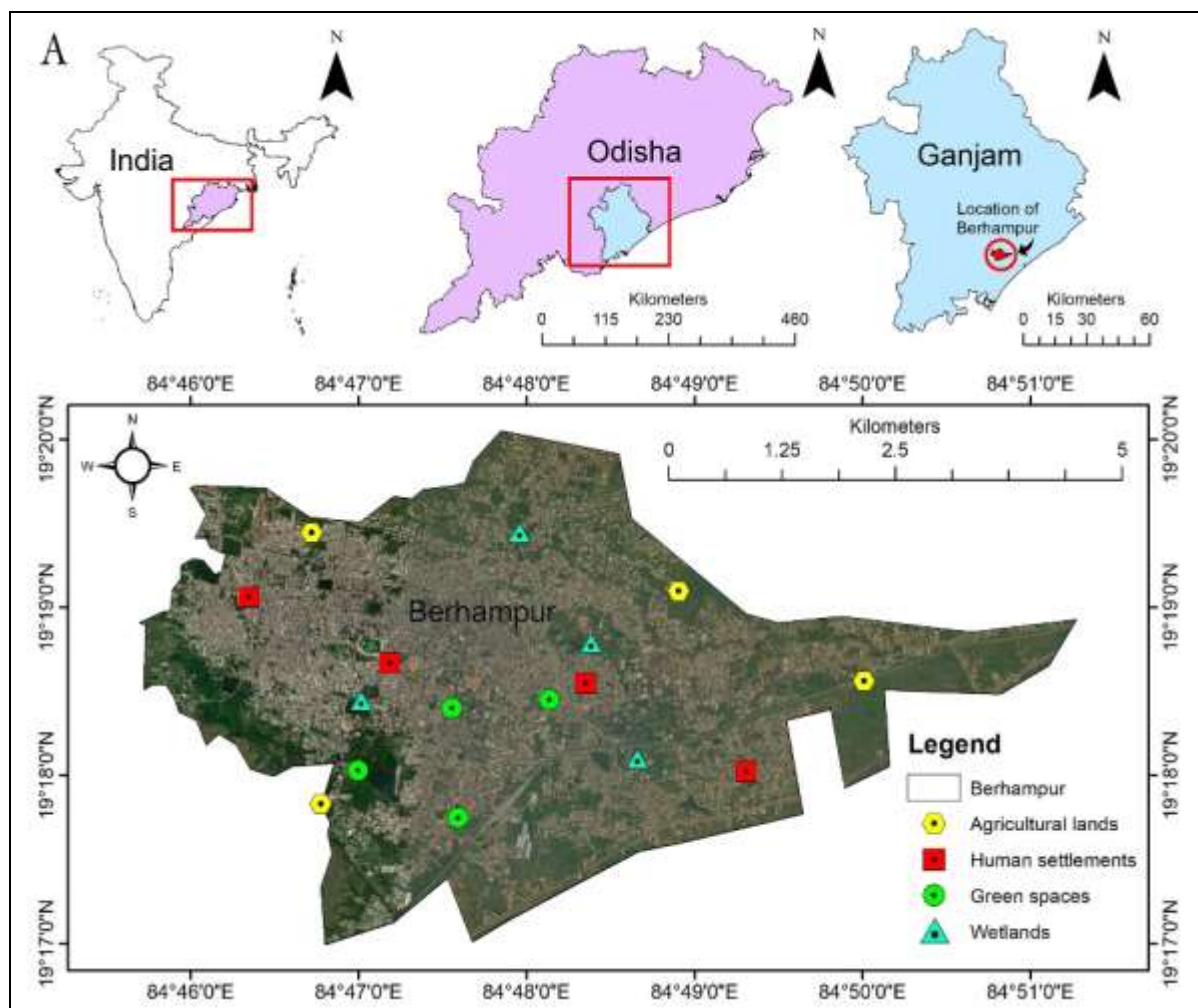 A
N
India
N
Odisha
Kilometers
0 115 230 460
N
Ganjam
Location of
Berhampur
Kilometers
0 15 30 60
84°46'0"E 84°47'0"E 84°48'0"E 84°49'0"E 84°50'0"E 84°51'0"E
19°20'0"N
19°19'0"N
19°18'0"N
19°17'0"N
N
W E
S
Kilometers
0 1.25 2.5 5
19°20'0"N
19°19'0"N
19°18'0"N
19°17'0"N
Berhampur
Legend
Berhampur
Agricultural lands
Human settlements
Green spaces
Wetlands
84°46'0"E 84°47'0"E 84°48'0"E 84°49'0"E 84°50'0"E 84°51'0"E